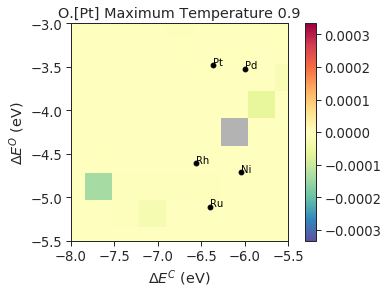 O.[Pt] Maximum Temperature 0.9
−3.0
−3.5
−4.0
−4.5
−5.0
−5.5
ΔE^O (eV)
Pt
Pd
Rh
Ni
Ru
−8.0 −7.5 −7.0 −6.5 −6.0 −5.5
ΔE^C (eV)
0.0003
0.0002
0.0001
0.0000
−0.0001
−0.0002
−0.0003